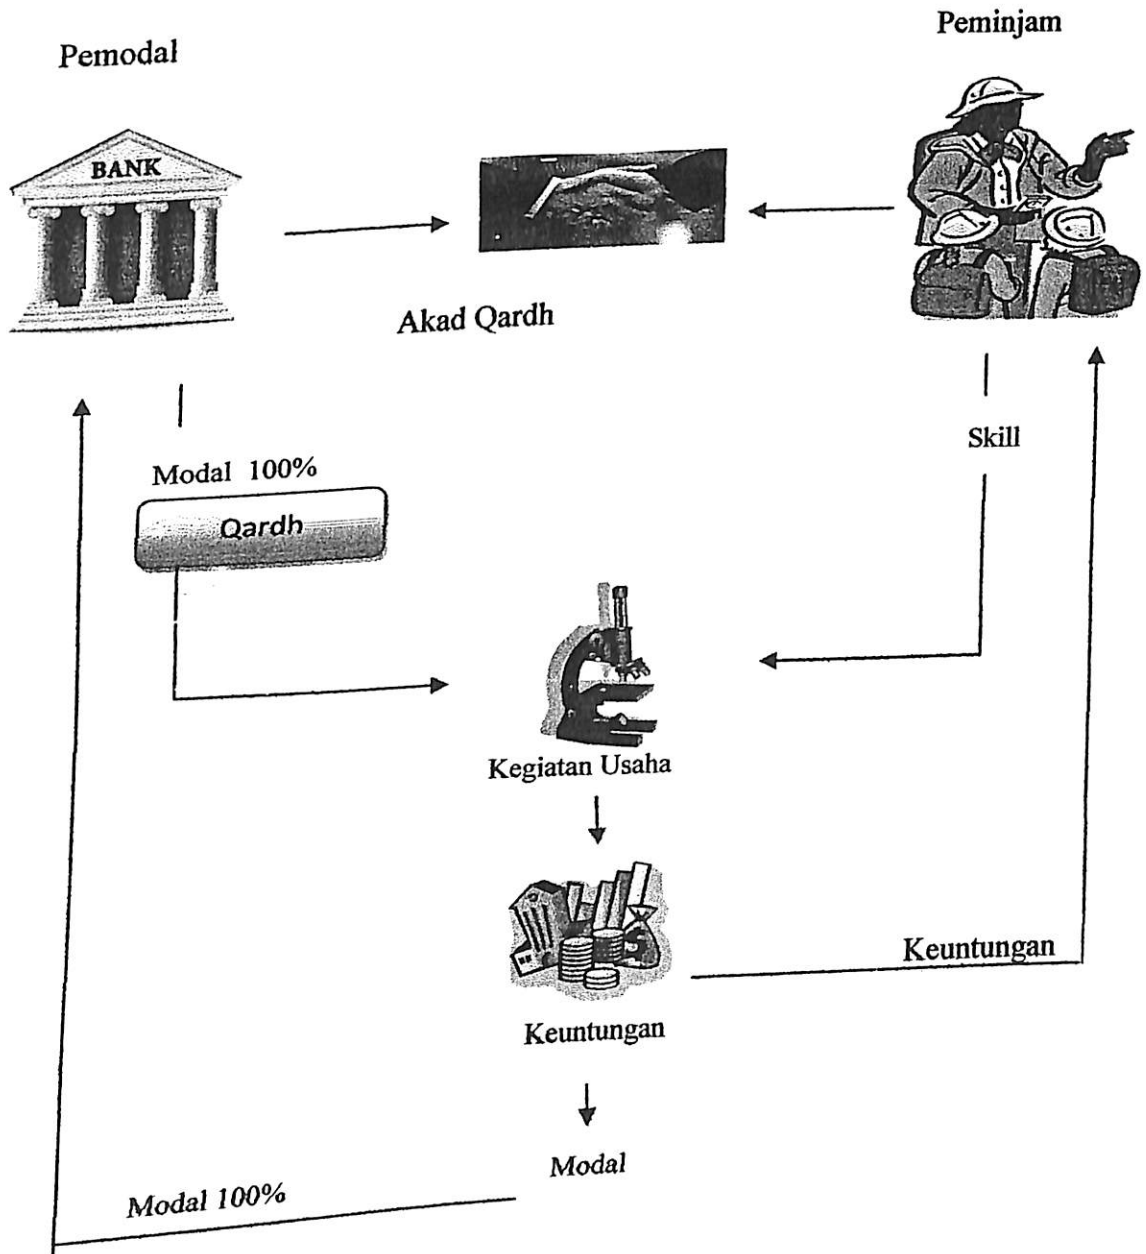 Pemodal
Peminjam
BANK
Akad Qardh
Modal 100%
Qardh
Skill
Kegiatan Usaha
Keuntungan
Keuntungan
Modal
Modal 100%